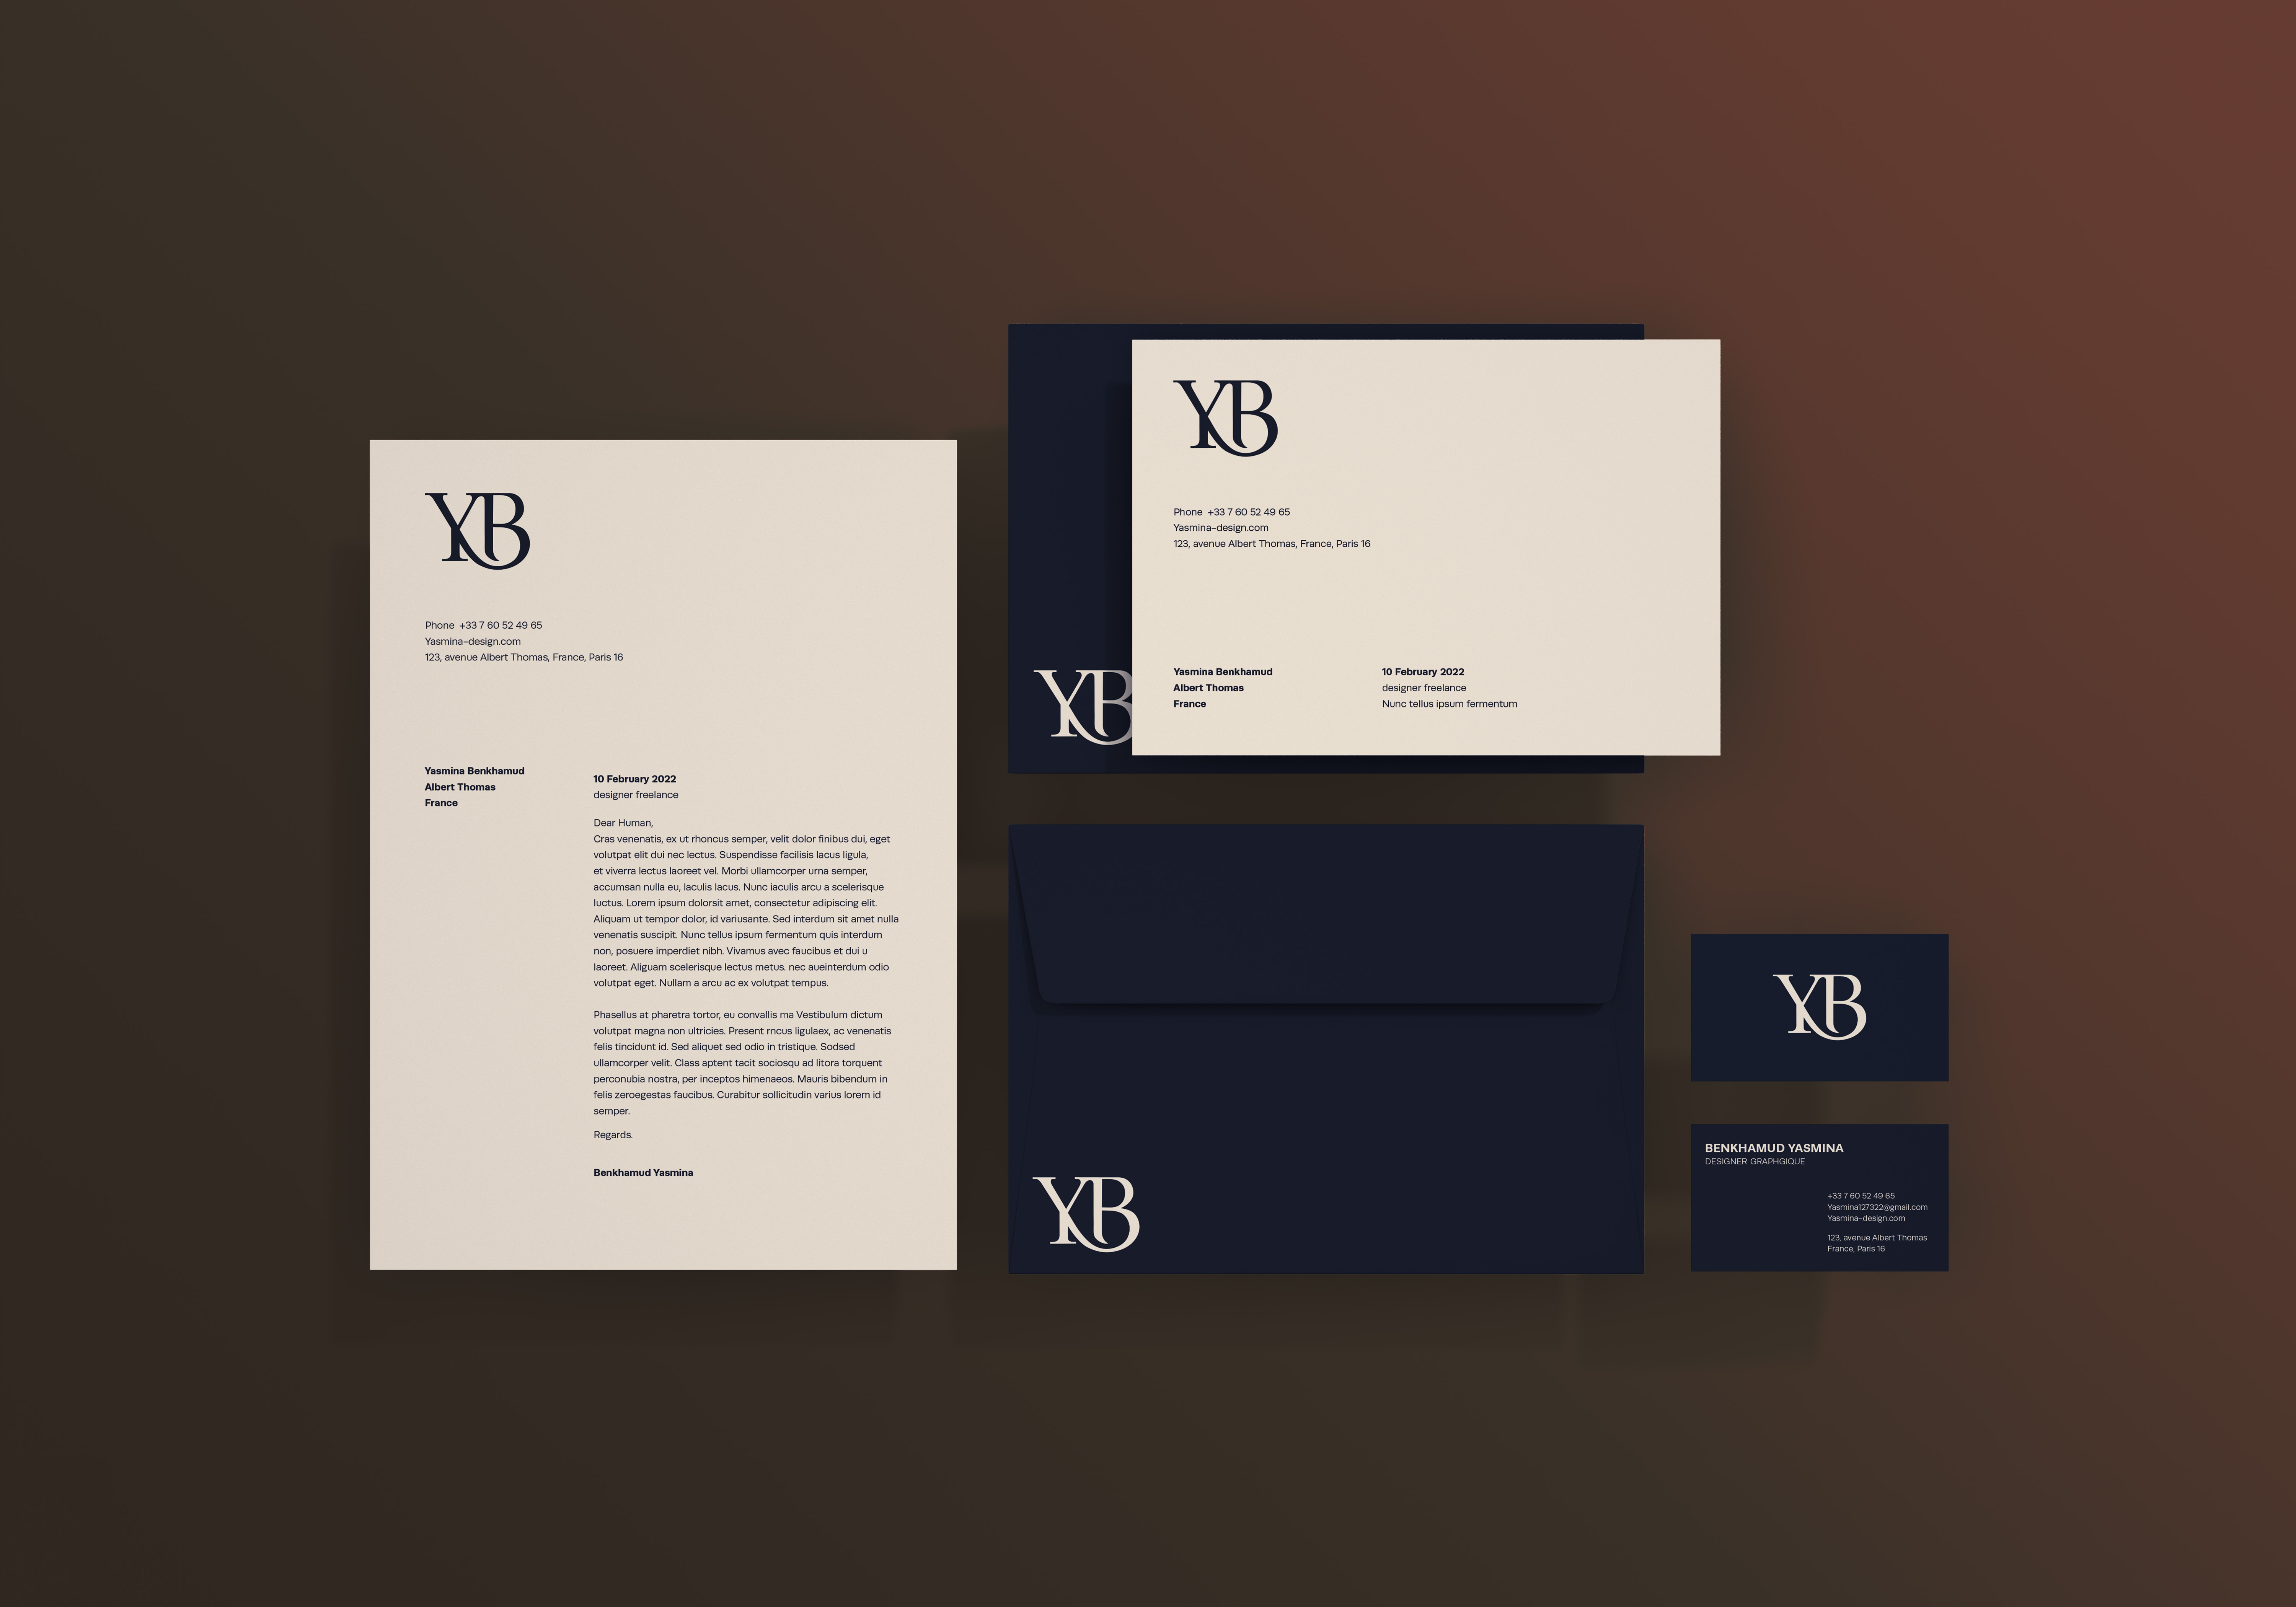 YB
Phone +33 7 60 52 49 65
Yasmina-design.com
123, avenue Albert Thomas, France, Paris 16
Yasmina Benkhamud
Albert Thomas
France
10 February 2022
designer freelance
Dear Human,
Cras venenatis, ex ut rhoncus semper, velit dolor finibus dui, eget
volutpat elit dui nec lectus. Suspendisse facilisis lacus ligula,
et viverra lectus laoreet vel. Morbi ullamcorper urna semper,
accumsan nulla eu, laculis lacus. Nunc iaculis arcu a scelerisque
luctus. Lorem ipsum dolorsit amet, consectetur adipiscing elit.
Aliquam ut tempor dolor, id variusante. Sed interdum sit amet nulla
venenatis suscipit. Nunc tellus ipsum fermentum quis interdum
non, posuere imperdiet nibh. Vivamus avec faucibus et dui u
laoreet. Aliguam scelerisque lectus metus. nec aueinterdum odio
volutpat eget. Nullam a arcu ac ex volutpat tempus.
Phasellus at pharetra tortor, eu convallis ma Vestibulum dictum
volutpat magna non ultricies. Present rncus ligulaex, ac venenatis
felis tincidunt id. Sed aliquet sed odio in tristique. Sodsed
ullamcorper velit. Class aptent tacit sociosqu ad litora torquent
perconubia nostra, per inceptos himenaeos. Mauris bibendum in
felis zeroegestas faucibus. Curabitur sollicitudin varius lorem id
semper.
Regards.
Benkhamud Yasmina
YB
YB
Phone +33 7 60 52 49 65
Yasmina-design.com
123, avenue Albert Thomas, France, Paris 16
Yasmina Benkhamud
Albert Thomas
France
10 February 2022
designer freelance
Nunc tellus ipsum fermentum
YB
YB
BENKHAMUD YASMINA
DESIGNER GRAPHGIQUE
+33 7 60 52 49 65
Yasmina127322@gmail.com
Yasmina-design.com
123, avenue Albert Thomas
France, Paris 16